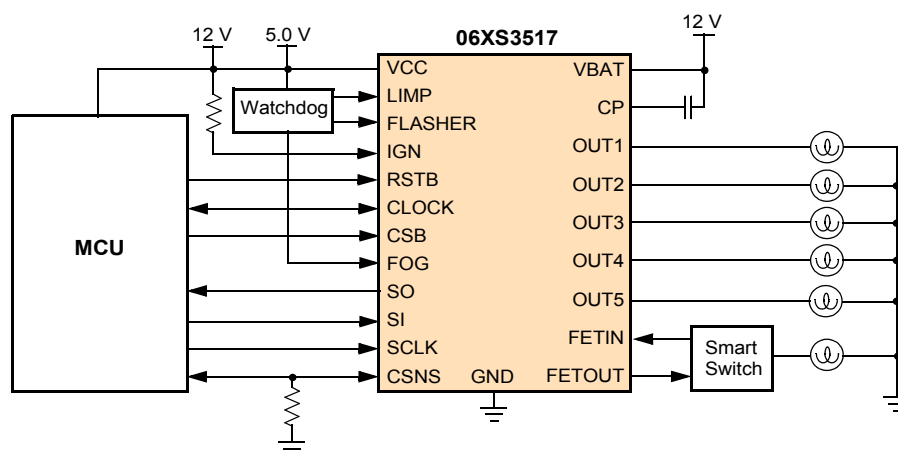 12 V
5.0 V
06XS3517
12 V
MCU
Watchdog
VCC
LIMP
FLASHER
IGN
RSTB
CLOCK
CSB
FOG
SO
SI
SCLK
CSNS
GND
VBAT
CP
OUT1
OUT2
OUT3
OUT4
OUT5
FETIN
FETOUT
Smart
Switch